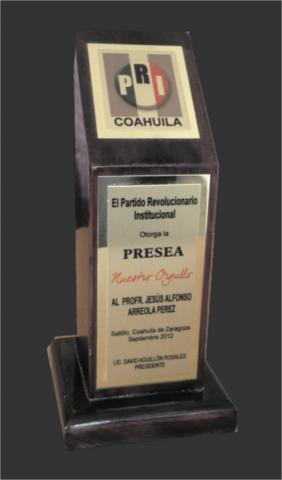 PRI
COAHUILA
El Partido Revolucionario
Institucional
Otorga la
PRESEA
Nuestro Orgullo
AL PROFR. JESÚS ALFONSO
ARREOLA PEREZ
Saltillo, Coahuila de Zaragoza
Septiembre 2012
LIC. DAVID AGUILLÓN ROSALES
PRESIDENTE